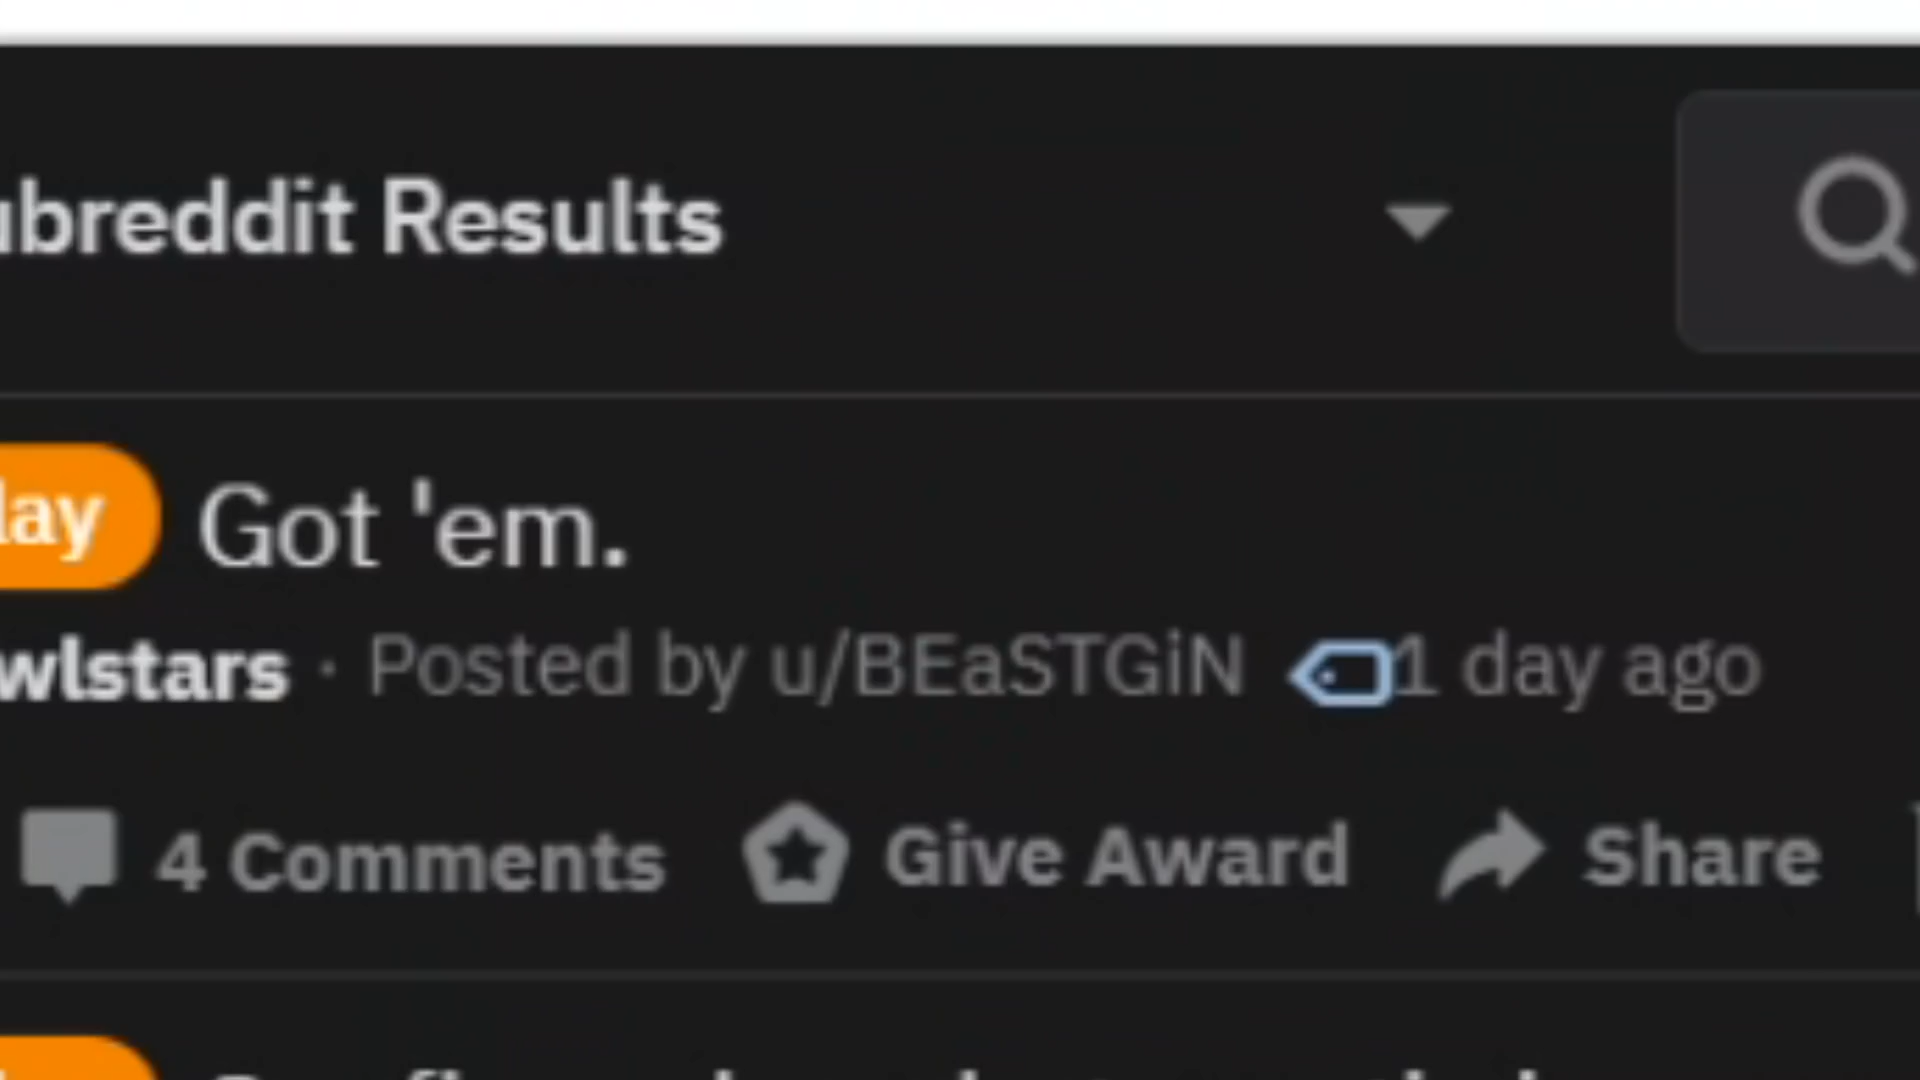 ubreddit Results
lay Got 'em.
wlstars · Posted by u/BEaSTGiN 1 day ago
4 Comments Give Award Share